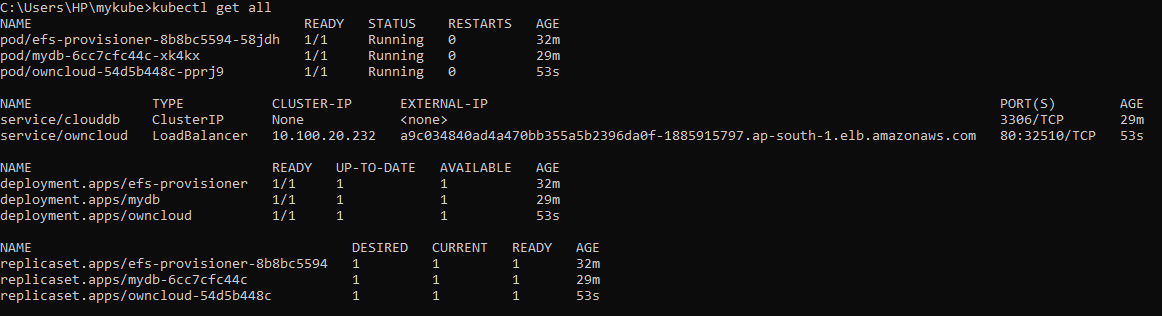 C:\Users\HP\mykube>kubectl get all
NAME READY STATUS RESTARTS AGE
pod/efs-provisioner-8b8bc5594-58jdh 1/1 Running 0 32m
pod/mydb-6cc7cfc44c-xk4kx 1/1 Running 0 29m
pod/owncloud-54d5b448c-pprj9 1/1 Running 0 53s
NAME TYPE CLUSTER-IP EXTERNAL-IP PORT(S) AGE
service/clouddb ClusterIP None <none> 3306/TCP 29m
service/owncloud LoadBalancer 10.100.20.232 a9c034840ad4a470bb355a5b2396da0f-1885915797.ap-south-1.elb.amazonaws.com 80:32510/TCP 53s
NAME READY UP-TO-DATE AVAILABLE AGE
deployment.apps/efs-provisioner 1/1 1 1 32m
deployment.apps/mydb 1/1 1 1 29m
deployment.apps/owncloud 1/1 1 1 53s
NAME DESIRED CURRENT READY AGE
replicaset.apps/efs-provisioner-8b8bc5594 1 1 1 32m
replicaset.apps/mydb-6cc7cfc44c 1 1 1 29m
replicaset.apps/owncloud-54d5b448c 1 1 1 53s